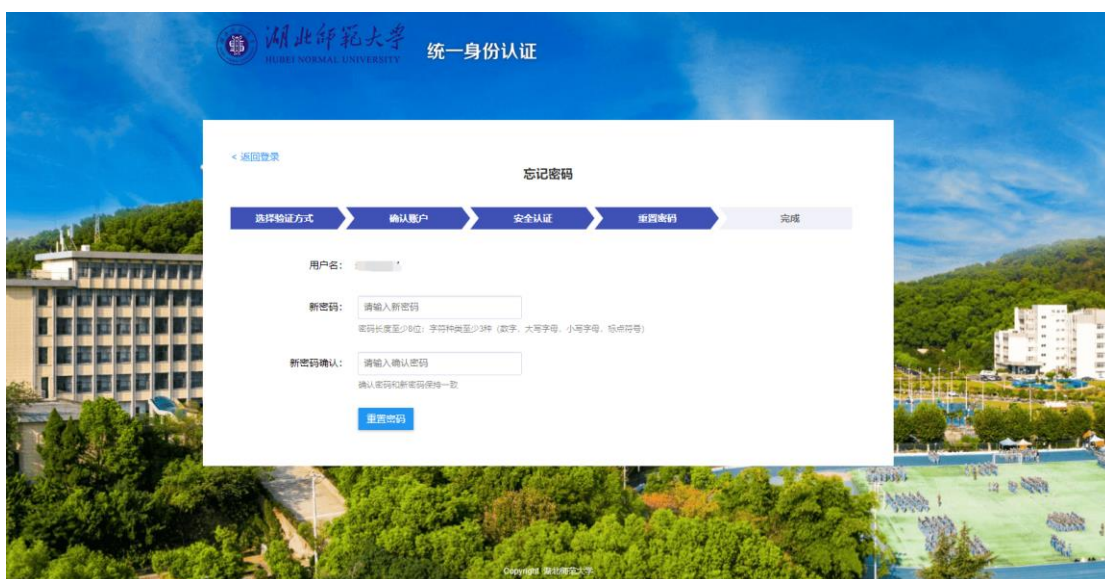 湖北师范大学
HUBEI NORMAL UNIVERSITY
统一身份认证
< 返回登录
忘记密码
选择验证方式 确认账户 安全认证 重置密码 完成
用户名：
新密码： 请输入新密码
密码长度至少8位；字符种类至少3种（数字、大写字母、小写字母、标点符号）
新密码确认： 请输入确认密码
确认密码和新密码保持一致
重置密码
Copyright 湖北师范大学